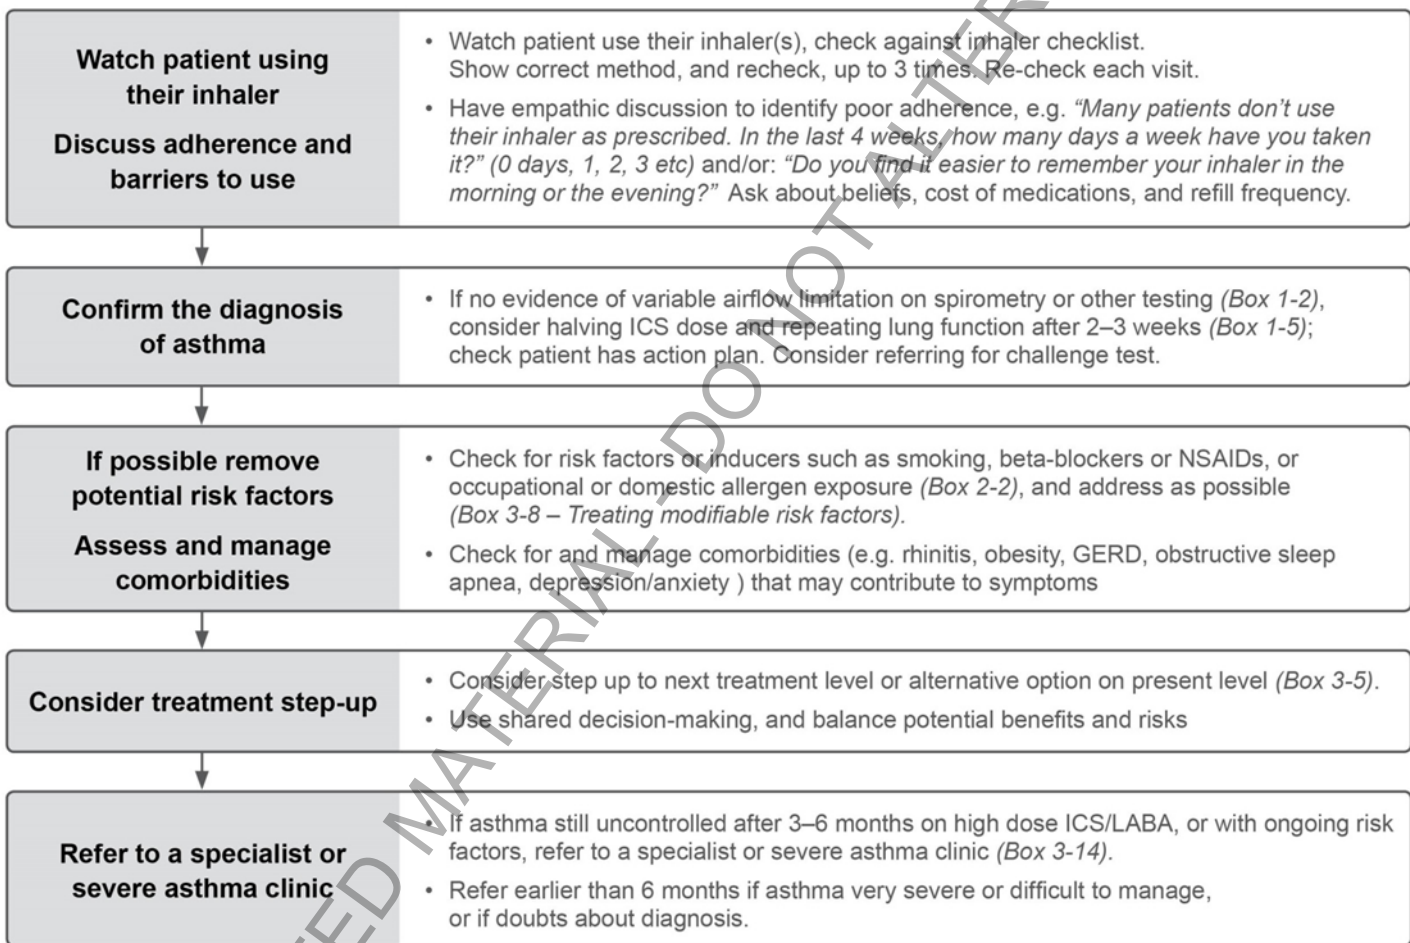 Watch patient using
their inhaler
Discuss adherence and
barriers to use
• Watch patient use their inhaler(s), check against inhaler checklist.
Show correct method, and recheck, up to 3 times. Re-check each visit.
• Have empathic discussion to identify poor adherence, e.g. “Many patients don’t use
their inhaler as prescribed. In the last 4 weeks, how many days a week have you taken
it?” (0 days, 1, 2, 3 etc) and/or: “Do you find it easier to remember your inhaler in the
morning or the evening?” Ask about beliefs, cost of medications, and refill frequency.
Confirm the diagnosis
of asthma
• If no evidence of variable airflow limitation on spirometry or other testing (Box 1-2),
consider halving ICS dose and repeating lung function after 2–3 weeks (Box 1-5);
check patient has action plan. Consider referring for challenge test.
If possible remove
potential risk factors
Assess and manage
comorbidities
• Check for risk factors or inducers such as smoking, beta-blockers or NSAIDs, or
occupational or domestic allergen exposure (Box 2-2), and address as possible
(Box 3-8 – Treating modifiable risk factors).
• Check for and manage comorbidities (e.g. rhinitis, obesity, GERD, obstructive sleep
apnea, depression/anxiety ) that may contribute to symptoms
Consider treatment step-up
• Consider step up to next treatment level or alternative option on present level (Box 3-5).
• Use shared decision-making, and balance potential benefits and risks
Refer to a specialist or
severe asthma clinic
• If asthma still uncontrolled after 3–6 months on high dose ICS/LABA, or with ongoing risk
factors, refer to a specialist or severe asthma clinic (Box 3-14).
• Refer earlier than 6 months if asthma very severe or difficult to manage,
or if doubts about diagnosis.
MATERIAL - DO NOT ALTER